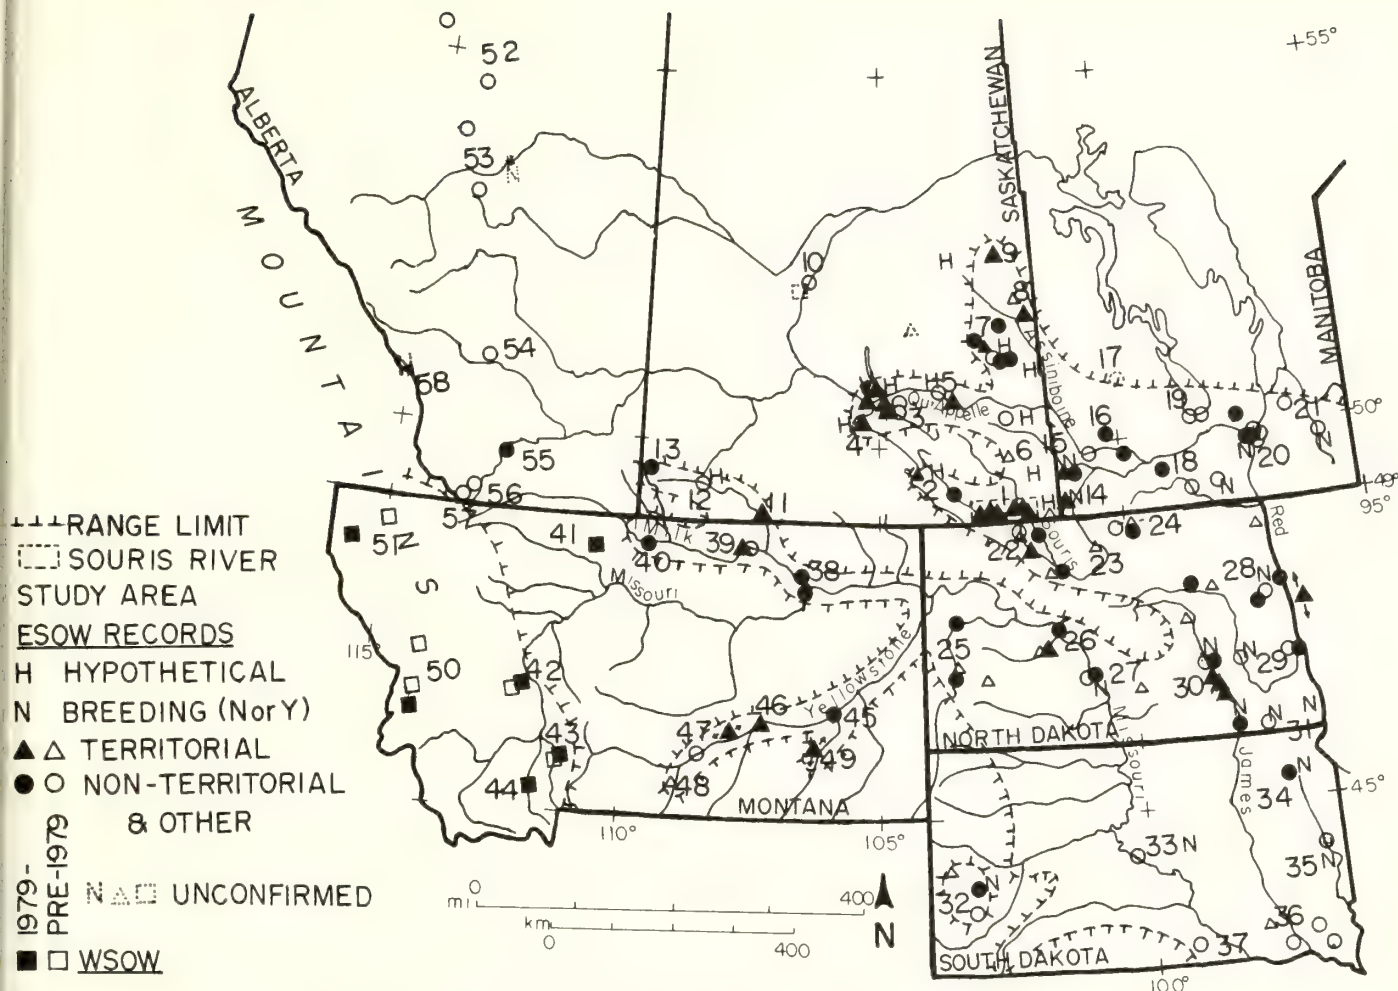 52
+55°
ALBERTA
53
N
SASKATCHEWAN
MOUNTAINS
10
H
9
8
MANITOBA
54
7
H
H
Assiniboine
17
58
H
H5
Qu'Appelle
3
H
19
21
50°
H
4
16
15
6
N
20
N
13
55
H
12
11
H
2
H
N
18
N
49°
95°
56
57
1
H
N
14
Souris
24
Red
⊥⊥⊥RANGE LIMIT
SOURIS RIVER
STUDY AREA
51
41
Milk
40
39
22
23
Missouri
38
28
N
ESOW RECORDS
H HYPOTHETICAL
N BREEDING (NorY)
TERRITORIAL
NON-TERRITORIAL
& OTHER
115°
50
42
Yellowstone
25
26
27
N
N
N
29
30
N
N
N
31
47
46
45
43
49
44
48
MONTANA
NORTH DAKOTA
Missouri
James
N
34
45°
110°
105°
33 N
35
N
N
32
1979-
PRE-1979
N UNCONFIRMED
WSOW
0
400
mi
km
0
400
N
36
37
SOUTH DAKOTA
100°